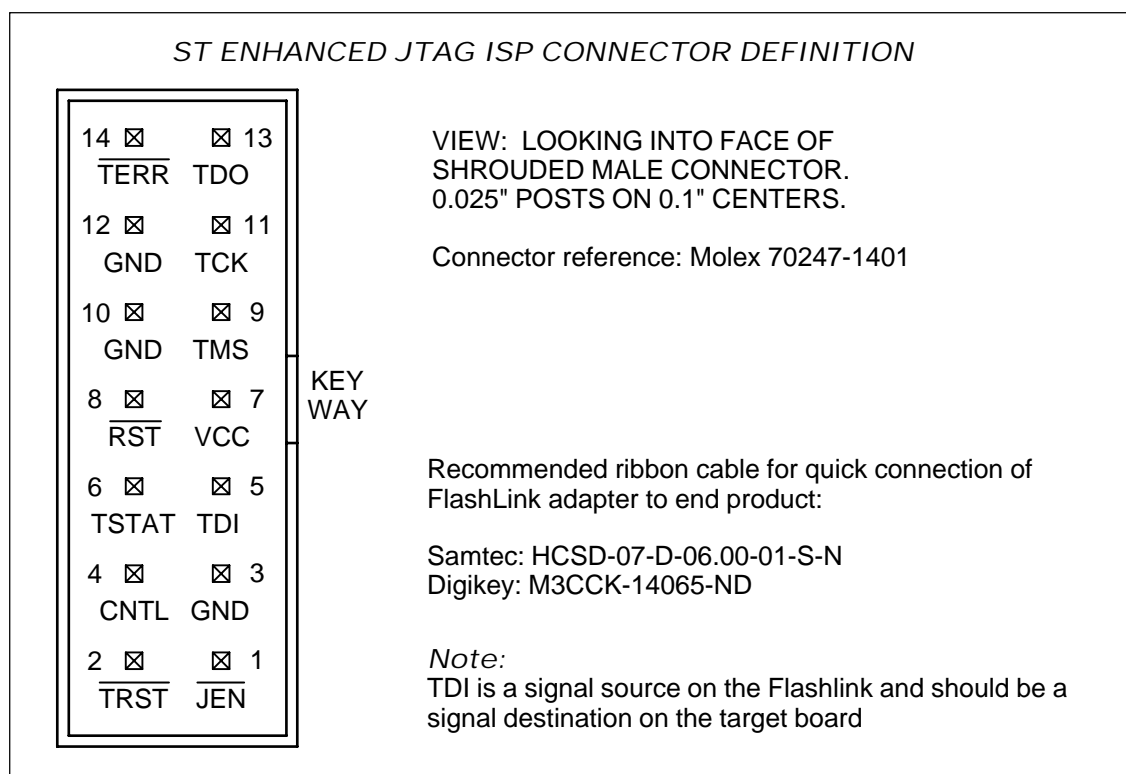 ST ENHANCED JTAG ISP CONNECTOR DEFINITION
14 13
TERR TDO
12 11
GND TCK
10 9
GND TMS
8 7
RST VCC
6 5
TSTAT TDI
4 3
CNTL GND
2 1
TRST JEN
KEY
WAY
VIEW: LOOKING INTO FACE OF
SHROUDED MALE CONNECTOR.
0.025" POSTS ON 0.1" CENTERS.
Connector reference: Molex 70247-1401
Recommended ribbon cable for quick connection of
FlashLink adapter to end product:
Samtec: HCSD-07-D-06.00-01-S-N
Digikey: M3CCK-14065-ND
Note:
TDI is a signal source on the Flashlink and should be a
signal destination on the target board